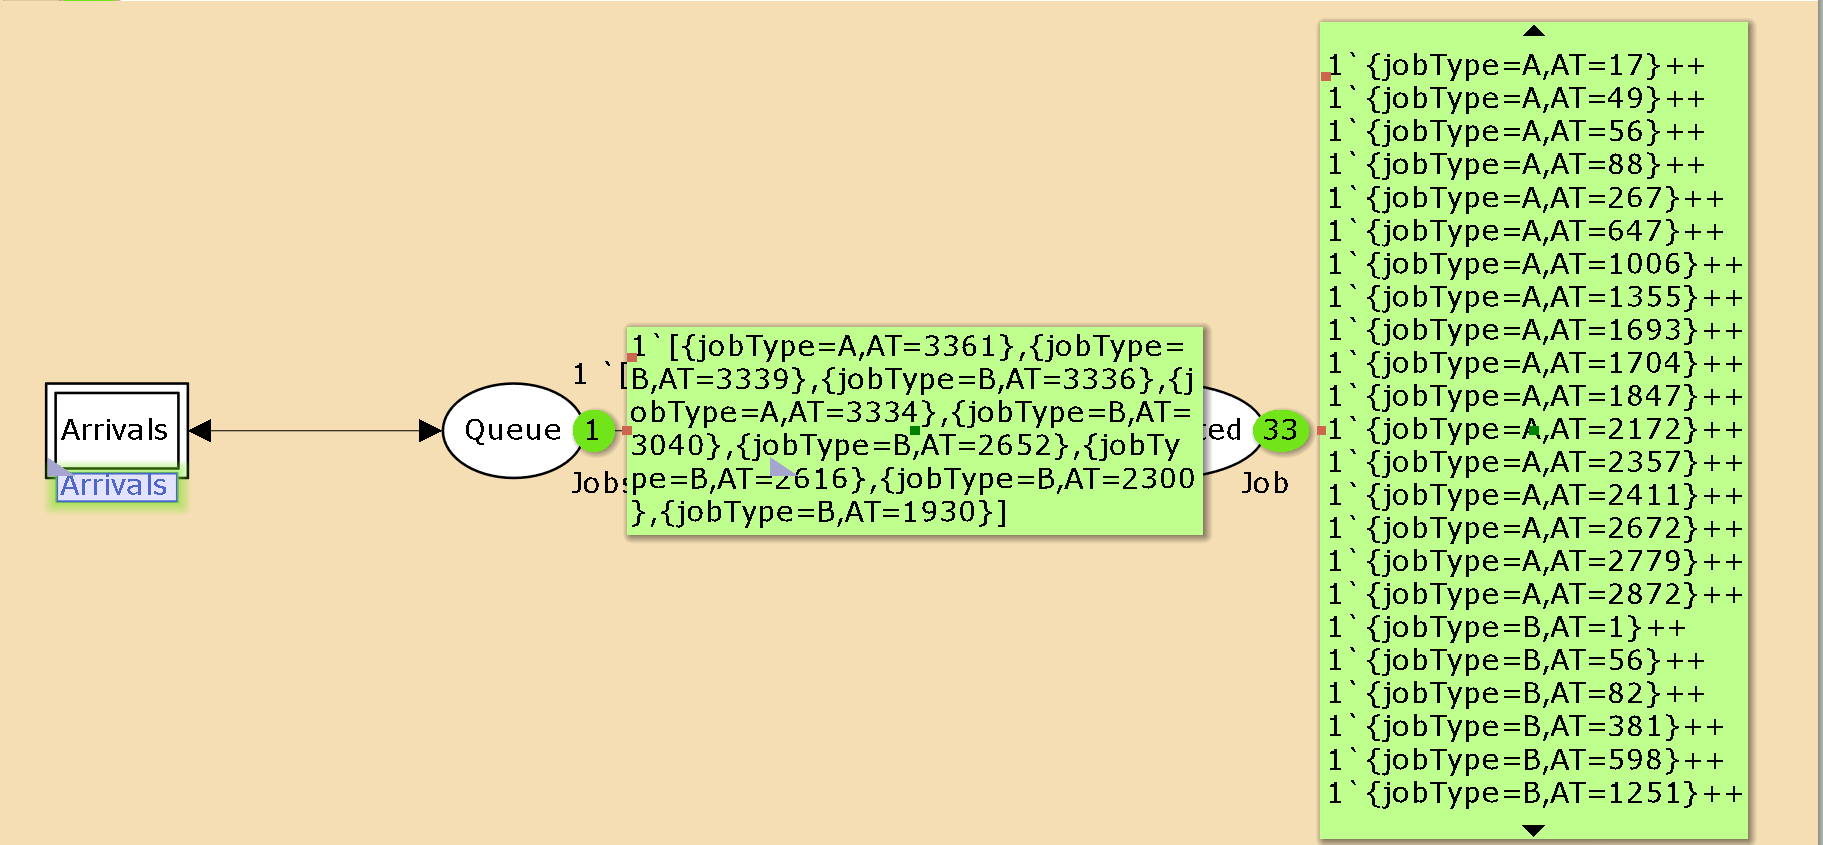 Arrivals
Arrivals
Queue
1
1 `[
Jobs
1`[{jobType=A,AT=3361},{jobType=
B,AT=3339},{jobType=B,AT=3336},{j
obType=A,AT=3334},{jobType=B,AT=
3040},{jobType=B,AT=2652},{jobTy
pe=B,AT=2616},{jobType=B,AT=2300
},{jobType=B,AT=1930}]
ted
33
Job
1`{jobType=A,AT=17}++
1`{jobType=A,AT=49}++
1`{jobType=A,AT=56}++
1`{jobType=A,AT=88}++
1`{jobType=A,AT=267}++
1`{jobType=A,AT=647}++
1`{jobType=A,AT=1006}++
1`{jobType=A,AT=1355}++
1`{jobType=A,AT=1693}++
1`{jobType=A,AT=1704}++
1`{jobType=A,AT=1847}++
1`{jobType=A,AT=2172}++
1`{jobType=A,AT=2357}++
1`{jobType=A,AT=2411}++
1`{jobType=A,AT=2672}++
1`{jobType=A,AT=2779}++
1`{jobType=A,AT=2872}++
1`{jobType=B,AT=1}++
1`{jobType=B,AT=56}++
1`{jobType=B,AT=82}++
1`{jobType=B,AT=381}++
1`{jobType=B,AT=598}++
1`{jobType=B,AT=1251}++